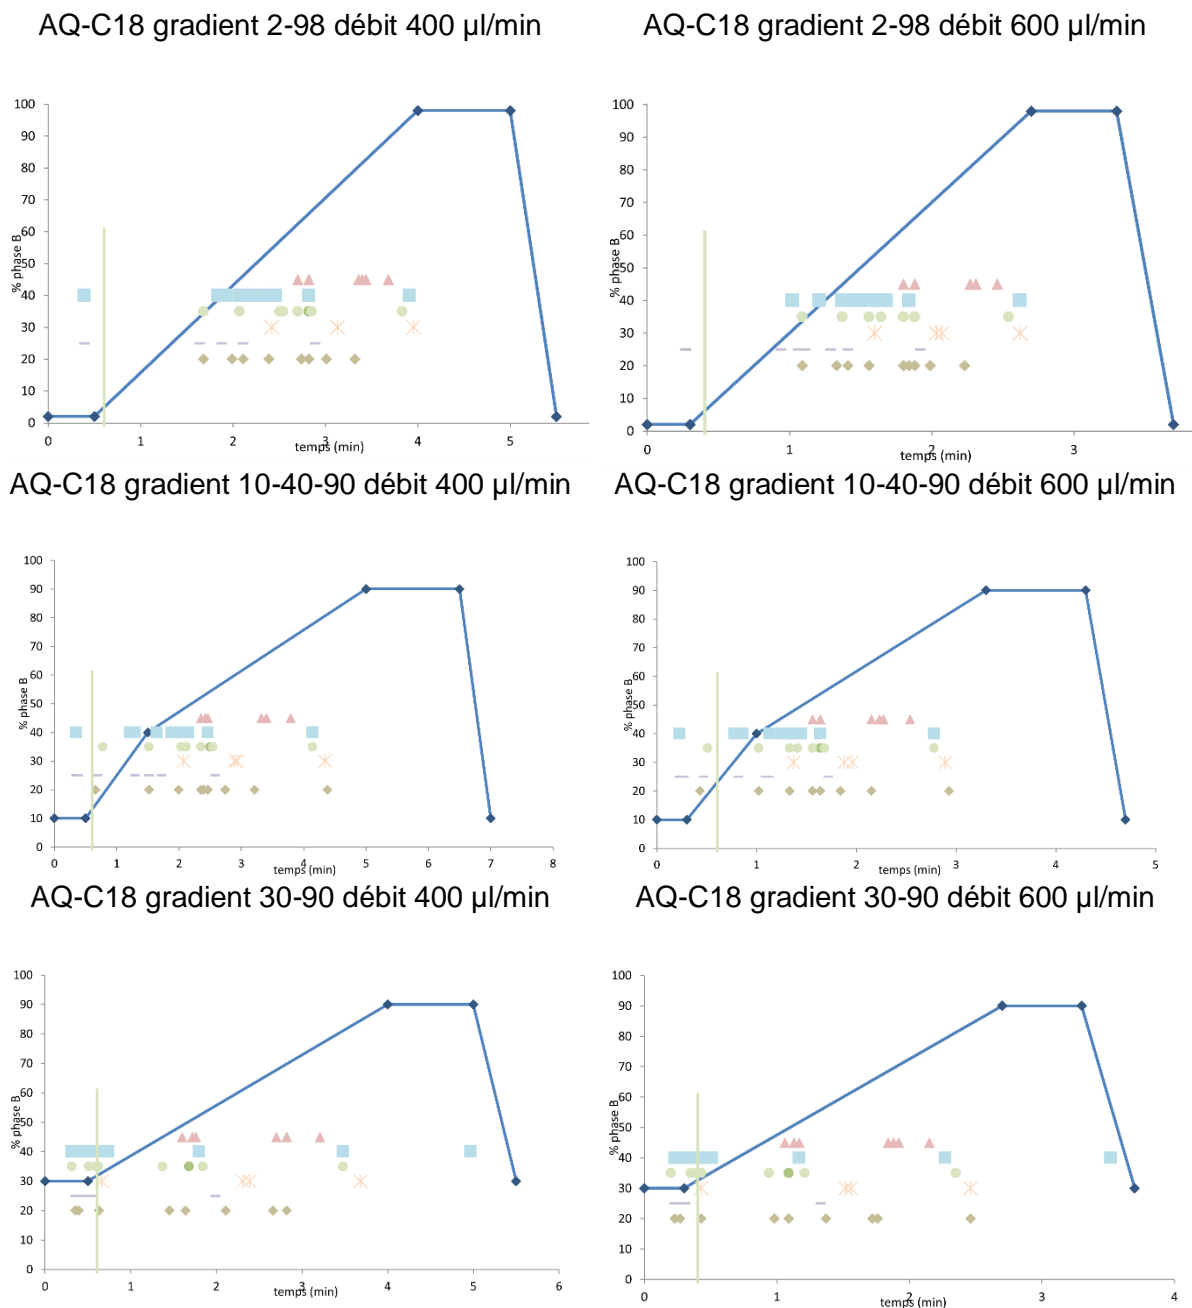 AQ-C18 gradient 2-98 débit 400 µl/min
AQ-C18 gradient 2-98 débit 600 µl/min
100
90
80
70
60
50
40
30
20
10
0
% phase B
0 1 2 3 4 5
temps (min)
100
90
80
70
60
50
40
30
20
10
0
% phase B
0 1 2 3
temps (min)
AQ-C18 gradient 10-40-90 débit 400 µl/min
AQ-C18 gradient 10-40-90 débit 600 µl/min
100
90
80
70
60
50
40
30
20
10
0
% phase B
0 1 2 3 4 5 6 7 8
temps (min)
100
90
80
70
60
50
40
30
20
10
0
% phase B
0 1 2 3 4 5
temps (min)
AQ-C18 gradient 30-90 débit 400 µl/min
AQ-C18 gradient 30-90 débit 600 µl/min
100
90
80
70
60
50
40
30
20
10
0
% phase B
0 1 2 3 4 5 6
temps (min)
100
90
80
70
60
50
40
30
20
10
0
% phase B
0 1 2 3 4
temps (min)